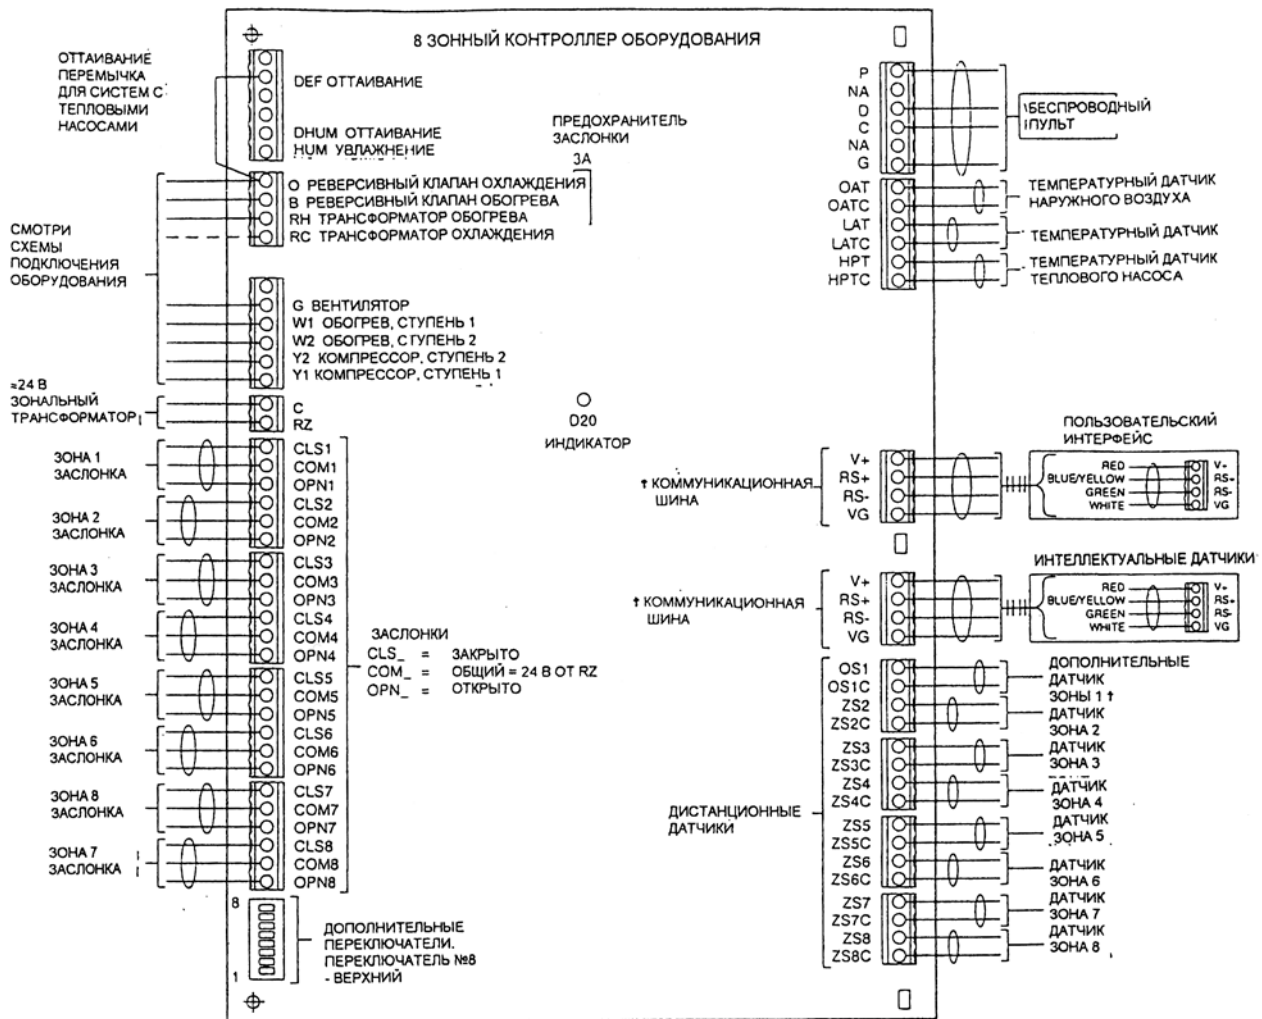 8 ЗОННЫЙ КОНТРОЛЛЕР ОБОРУДОВАНИЯ
ОТТАИВАНИЕ
ПЕРЕМЫЧКА
ДЛЯ СИСТЕМ С
ТЕПЛОВЫМИ
НАСОСАМИ
DEF ОТТАИВАНИЕ
DHUM ОТТАИВАНИЕ
HUM УВЛАЖНЕНИЕ
ПРЕДОХРАНИТЕЛЬ
ЗАСЛОНКИ
3A
O РЕВЕРСИВНЫЙ КЛАПАН ОХЛАЖДЕНИЯ
B РЕВЕРСИВНЫЙ КЛАПАН ОБОГРЕВА
RH ТРАНСФОРМАТОР ОБОГРЕВА
RC ТРАНСФОРМАТОР ОХЛАЖДЕНИЯ
СМОТРИ
СХЕМЫ
ПОДКЛЮЧЕНИЯ
ОБОРУДОВАНИЯ
G ВЕНТИЛЯТОР
W1 ОБОГРЕВ, СТУПЕНЬ 1
W2 ОБОГРЕВ, СТУПЕНЬ 2
Y2 КОМПРЕССОР, СТУПЕНЬ 2
Y1 КОМПРЕССОР, СТУПЕНЬ 1
≈24 В
ЗОНАЛЬНЫЙ
ТРАНСФОРМАТОР
C
RZ
D20
ИНДИКАТОР
ЗОНА 1
ЗАСЛОНКА
CLS1
COM1
OPN1
ЗОНА 2
ЗАСЛОНКА
CLS2
COM2
OPN2
ЗОНА 3
ЗАСЛОНКА
CLS3
COM3
OPN3
ЗОНА 4
ЗАСЛОНКА
CLS4
COM4
OPN4
ЗОНА 5
ЗАСЛОНКА
CLS5
COM5
OPN5
ЗОНА 6
ЗАСЛОНКА
CLS6
COM6
OPN6
ЗОНА 8
ЗАСЛОНКА
CLS7
COM7
OPN7
ЗОНА 7
ЗАСЛОНКА
CLS8
COM8
OPN8
ЗАСЛОНКИ
CLS_ = ЗАКРЫТО
COM_ = ОБЩИЙ = 24 В ОТ RZ
OPN_ = ОТКРЫТО
8
1
ДОПОЛНИТЕЛЬНЫЕ
ПЕРЕКЛЮЧАТЕЛИ.
ПЕРЕКЛЮЧАТЕЛЬ №8
- ВЕРХНИЙ
P
NA
D
C
NA
G
БЕСПРОВОДНЫЙ
ПУЛЬТ
OAT
OATC
ТЕМПЕРАТУРНЫЙ ДАТЧИК
НАРУЖНОГО ВОЗДУХА
LAT
LATC
ТЕМПЕРАТУРНЫЙ ДАТЧИК
HPT
HPTC
ТЕМПЕРАТУРНЫЙ ДАТЧИК
ТЕПЛОВОГО НАСОСА
† КОММУНИКАЦИОННАЯ
ШИНА
V+
RS+
RS-
VG
ПОЛЬЗОВАТЕЛЬСКИЙ
ИНТЕРФЕЙС
RED V+
BLUE/YELLOW RS+
GREEN RS-
WHITE VG
† КОММУНИКАЦИОННАЯ
ШИНА
V+
RS+
RS-
VG
ИНТЕЛЛЕКТУАЛЬНЫЕ ДАТЧИКИ
RED V+
BLUE/YELLOW RS+
GREEN RS-
WHITE VG
ДИСТАНЦИОННЫЕ
ДАТЧИКИ
OS1
OS1C
ZS2
ZS2C
ZS3
ZS3C
ZS4
ZS4C
ZS5
ZS5C
ZS6
ZS6C
ZS7
ZS7C
ZS8
ZS8C
ДОПОЛНИТЕЛЬНЫЕ
ДАТЧИК
ЗОНЫ 1 †
ДАТЧИК
ЗОНА 2
ДАТЧИК
ЗОНА 3
ДАТЧИК
ЗОНА 4
ДАТЧИК
ЗОНА 5
ДАТЧИК
ЗОНА 6
ДАТЧИК
ЗОНА 7
ДАТЧИК
ЗОНА 8